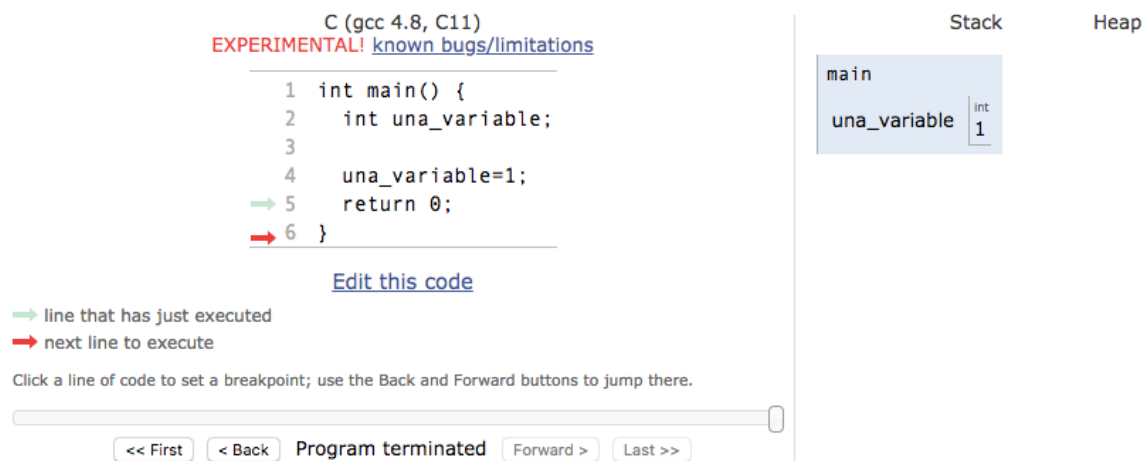 C (gcc 4.8, C11)
EXPERIMENTAL! known bugs/limitations
1 int main() {
2 int una_variable;
3
4 una_variable=1;
5 return 0;
6 }
Edit this code
line that has just executed
next line to execute
Click a line of code to set a breakpoint; use the Back and Forward buttons to jump there.
<< First < Back Program terminated Forward > Last >>
Stack Heap
main
int
una_variable 1